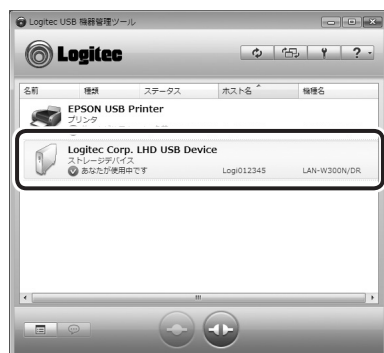 Logitec USB 機器管理ツール
Logitec
?
名前 種類 ステータス ホスト名 機種名
EPSON USB Printer
プリンタ
Logitec Corp. LHD USB Device
ストレージデバイス
あなたが使用中です Logi012345 LAN-W300N/DR